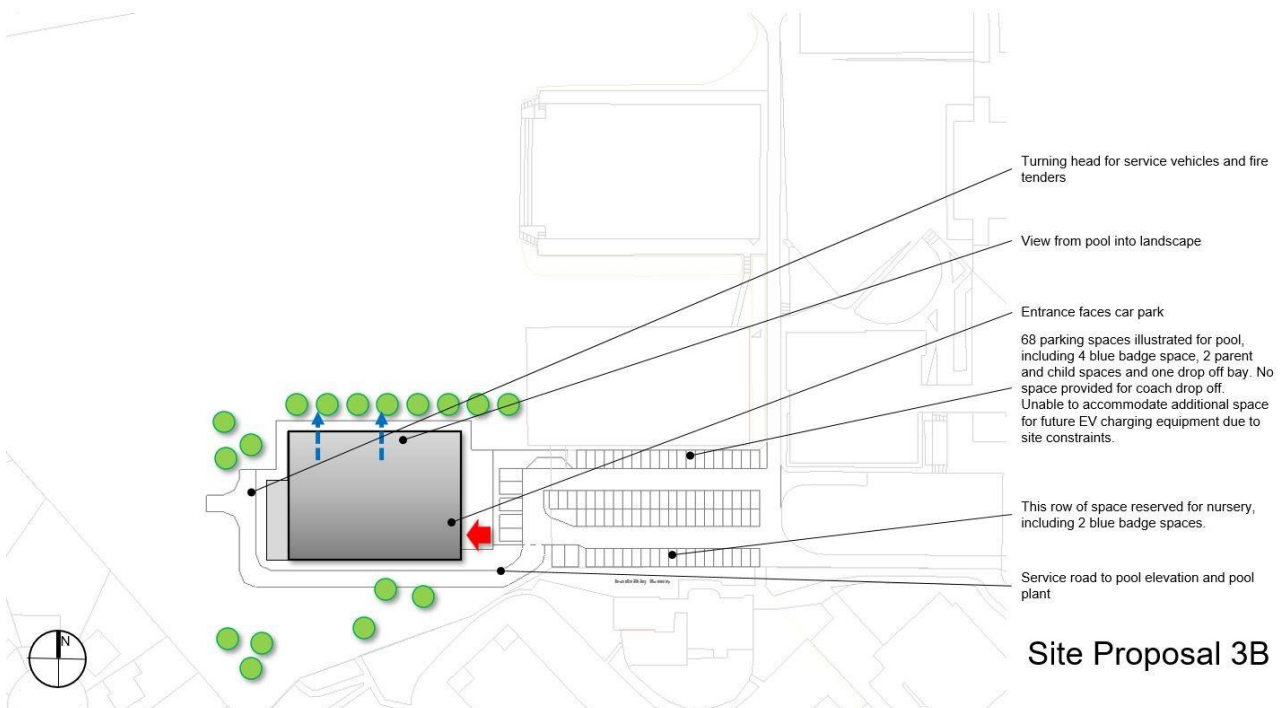 Turning head for service vehicles and fire
tenders
View from pool into landscape
Entrance faces car park
68 parking spaces illustrated for pool,
including 4 blue badge space, 2 parent
and child spaces and one drop off bay. No
space provided for coach drop off.
Unable to accommodate additional space
for future EV charging equipment due to
site constraints.
This row of space reserved for nursery,
including 2 blue badge spaces.
Service road to pool elevation and pool
plant
N
Site Proposal 3B